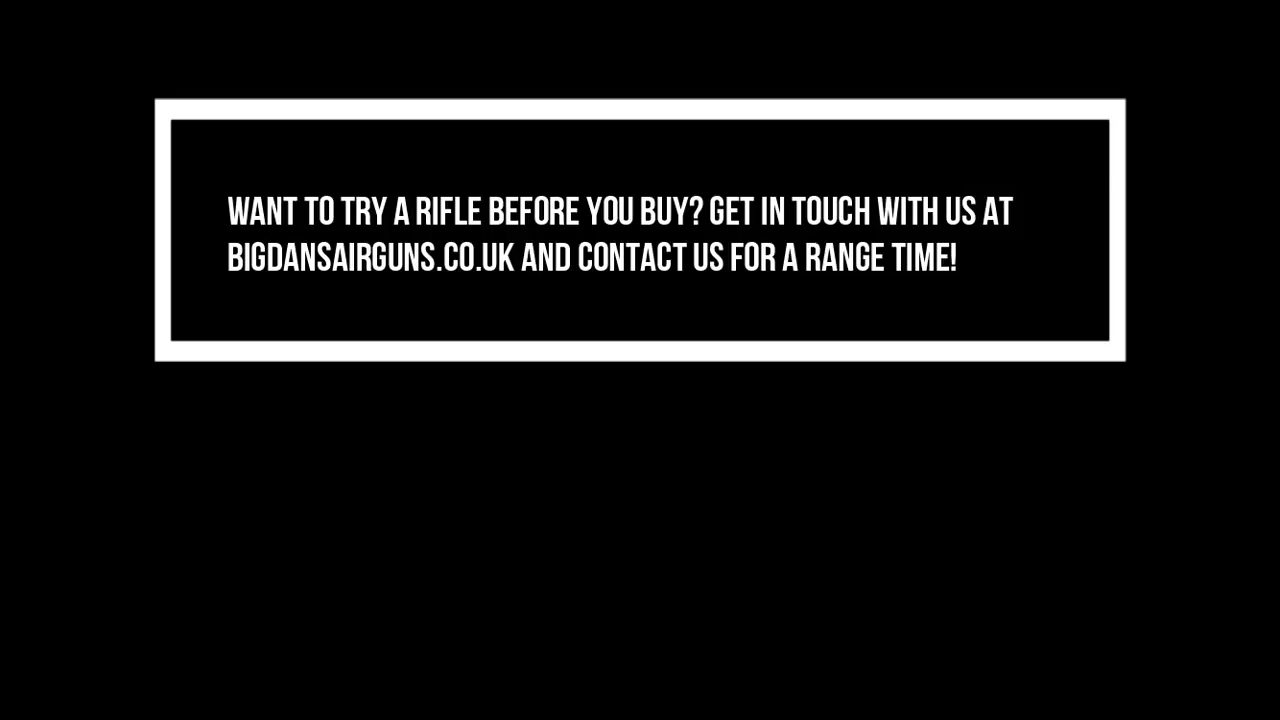 WANT TO TRY A RIFLE BEFORE YOU BUY? GET IN TOUCH WITH US AT
BIGDANSAIRGUNS.CO.UK AND CONTACT US FOR A RANGE TIME!